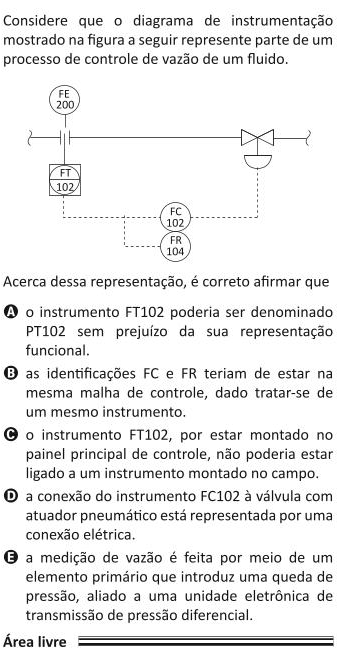 Considere que o diagrama de instrumentação
mostrado na figura a seguir represente parte de um
processo de controle de vazão de um fluido.
FE
200
FT
102
FC
102
FR
104
Acerca dessa representação, é correto afirmar que
A o instrumento FT102 poderia ser denominado
PT102 sem prejuízo da sua representação
funcional.
B as identificações FC e FR teriam de estar na
mesma malha de controle, dado tratar-se de
um mesmo instrumento.
C o instrumento FT102, por estar montado no
painel principal de controle, não poderia estar
ligado a um instrumento montado no campo.
D a conexão do instrumento FC102 à válvula com
atuador pneumático está representada por uma
conexão elétrica.
E a medição de vazão é feita por meio de um
elemento primário que introduz uma queda de
pressão, aliado a uma unidade eletrônica de
transmissão de pressão diferencial.
Área livre